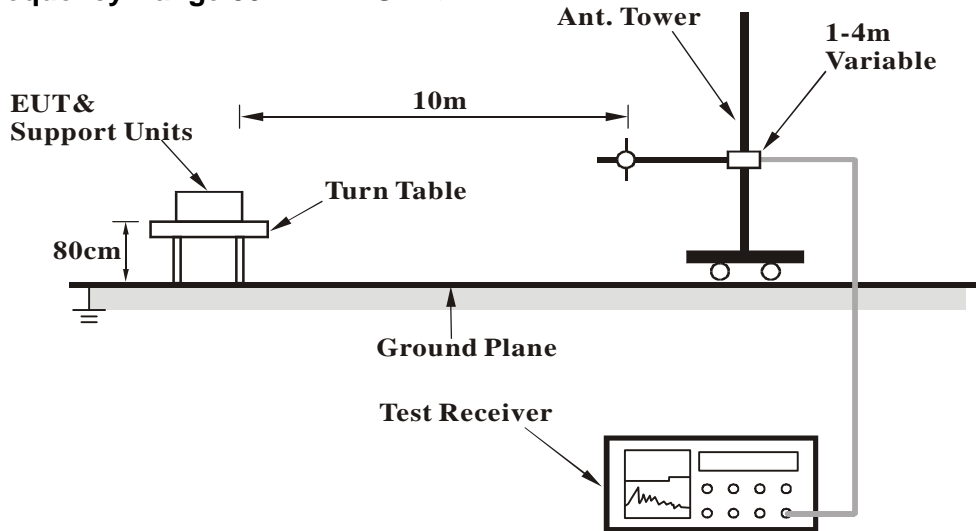 Ant. Tower
1-4m
Variable
EUT&
Support Units
10m
Turn Table
80cm
Ground Plane
Test Receiver